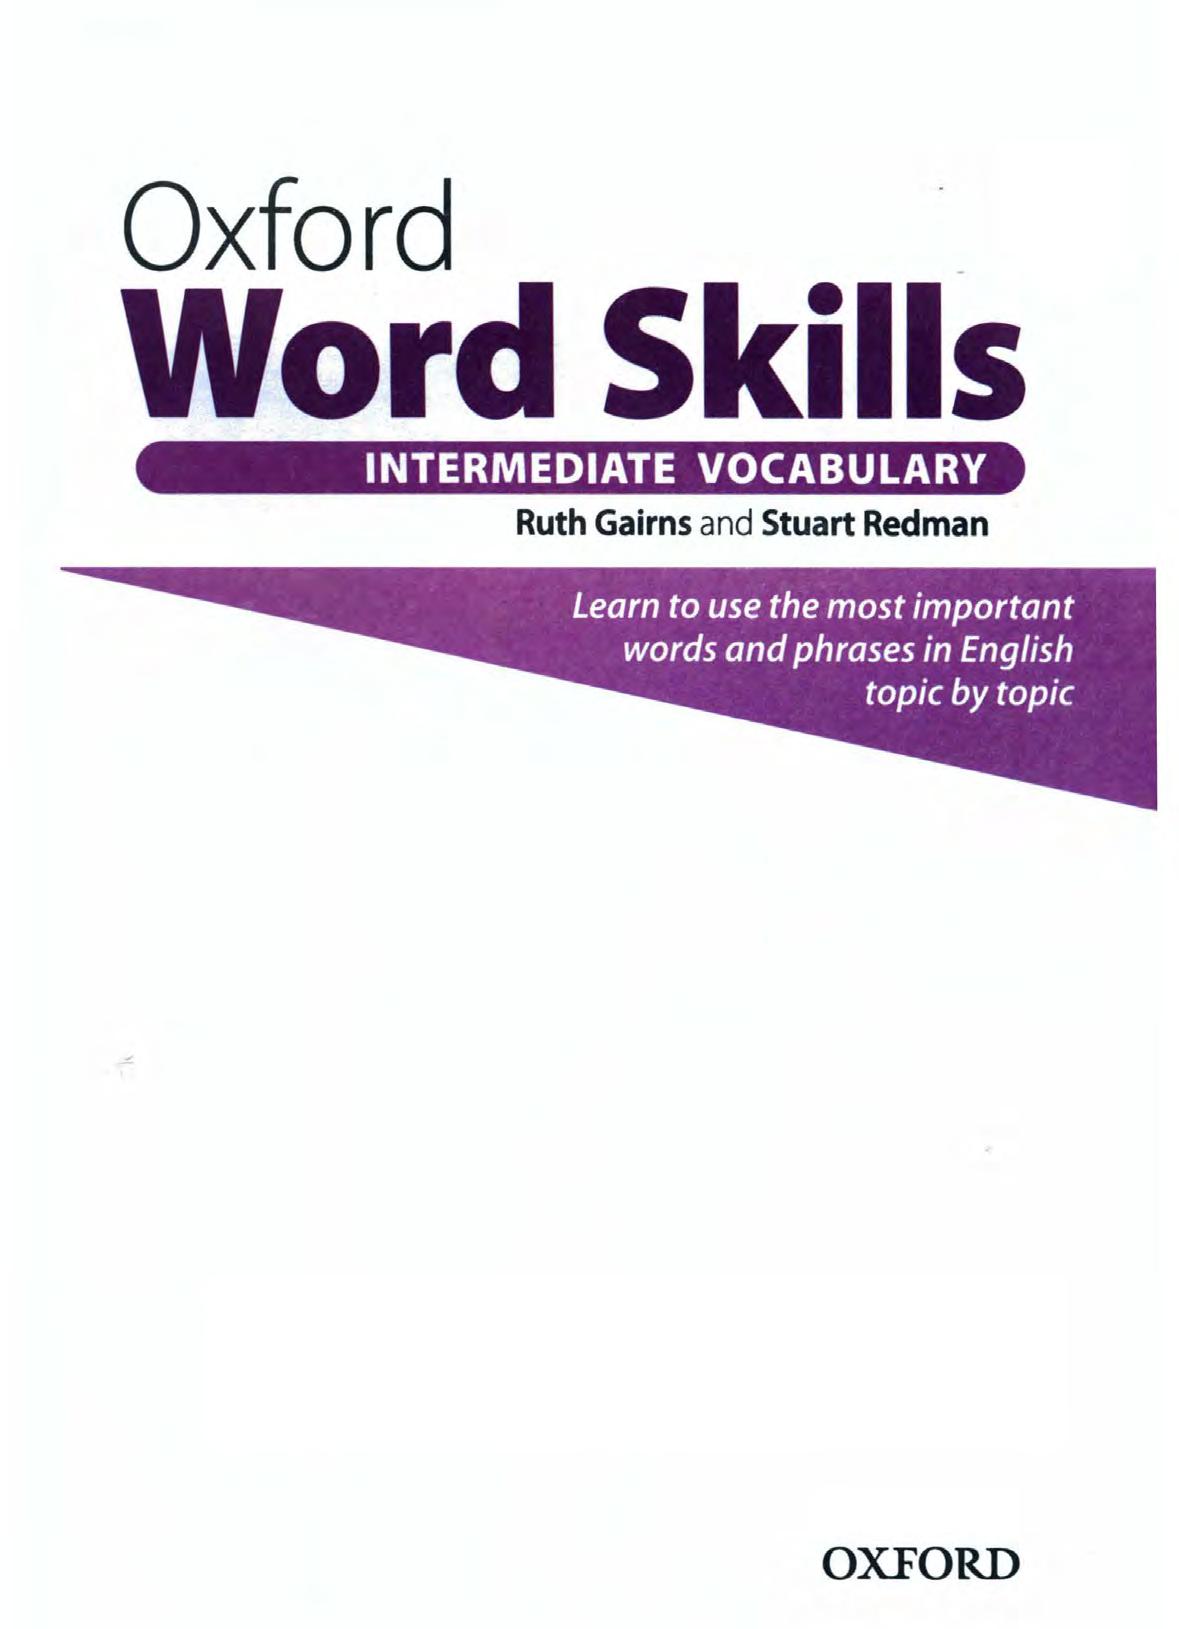 Oxford
Word Skills
INTERMEDIATE VOCABULARY
Ruth Gairns and Stuart Redman
Learn to use the most important
words and phrases in English
topic by topic
OXFORD